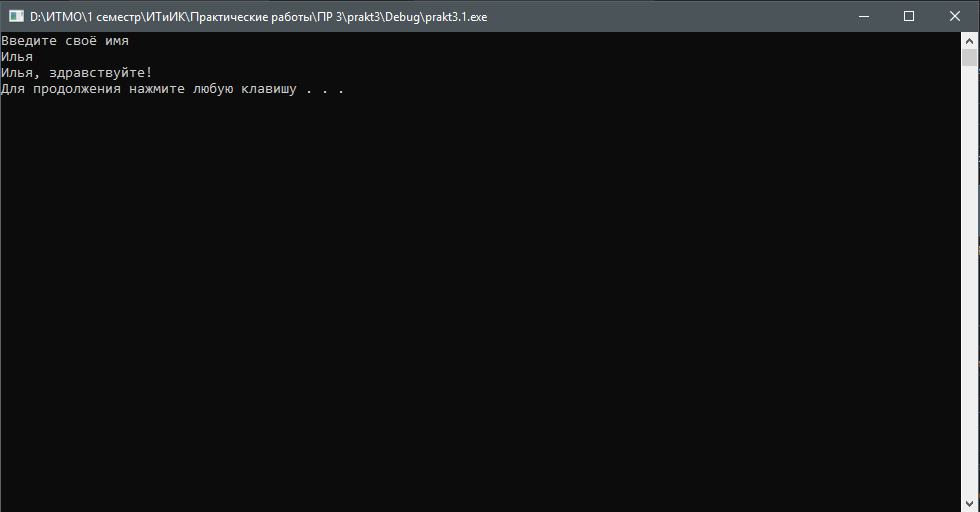 D:\ИТМО\1 семестр\ИТиИК\Практические работы\ПР 3\prakt3\Debug\prakt3.1.exe
Введите своё имя
Илья
Илья, здравствуйте!
Для продолжения нажмите любую клавишу . . .